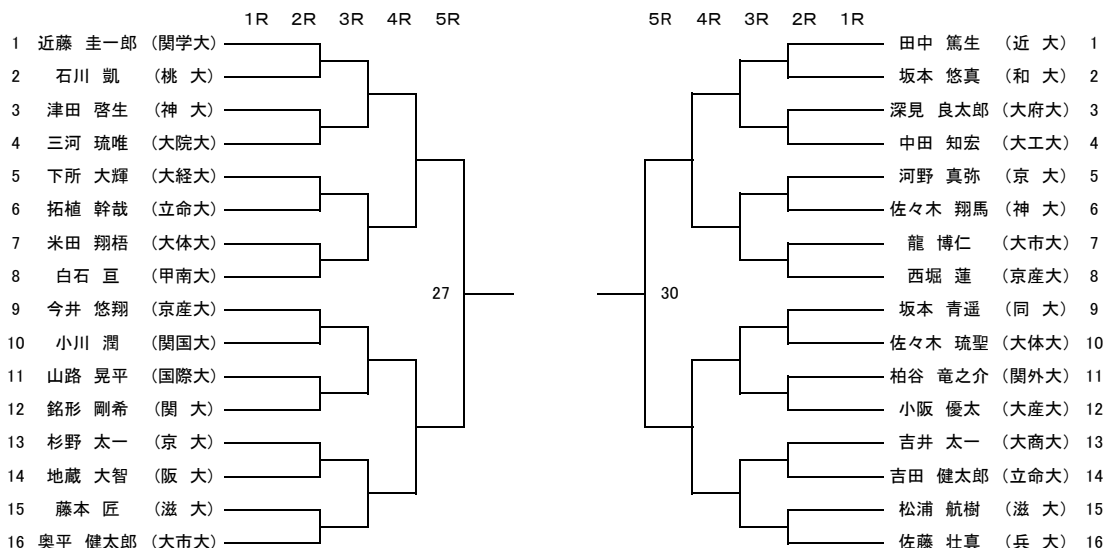 1R 2R 3R 4R 5R
1 近藤 圭一郎 (関学大)
2 石川 凱 (桃 大)
3 津田 啓生 (神 大)
4 三河 琉唯 (大院大)
5 下所 大輝 (大経大)
6 拓植 幹哉 (立命大)
7 米田 翔梧 (大体大)
8 白石 亘 (甲南大)
9 今井 悠翔 (京産大)
10 小川 潤 (関国大)
11 山路 晃平 (国際大)
12 銘形 剛希 (関 大)
13 杉野 太一 (京 大)
14 地蔵 大智 (阪 大)
15 藤本 匠 (滋 大)
16 奥平 健太郎 (大市大)
27
5R 4R 3R 2R 1R
田中 篤生 (近 大) 1
坂本 悠真 (和 大) 2
深見 良太郎 (大府大) 3
中田 知宏 (大工大) 4
河野 真弥 (京 大) 5
佐々木 翔馬 (神 大) 6
龍 博仁 (大市大) 7
西堀 蓮 (京産大) 8
坂本 青遥 (同 大) 9
佐々木 琉聖 (大体大) 10
柏谷 竜之介 (関外大) 11
小阪 優太 (大産大) 12
吉井 太一 (大商大) 13
吉田 健太郎 (立命大) 14
松浦 航樹 (滋 大) 15
佐藤 壮真 (兵 大) 16
30